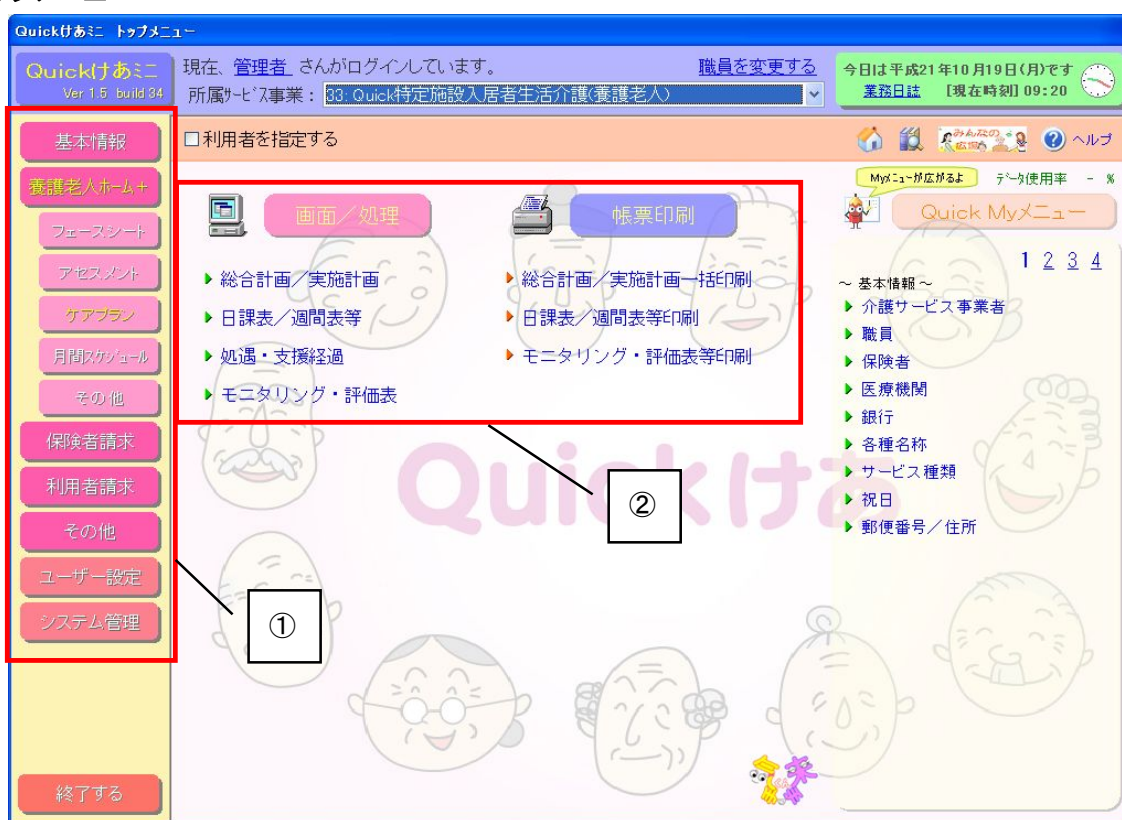 Quickけあミニ トップメニュー
Quickけあミニ
Ver 1.5 build 34
現在、管理者 さんがログインしています。
職員を変更する
所属ｻｰﾋﾞｽ事業： 33: Quick特定施設入居者生活介護(養護老人)
今日は平成21年10月19日(月)です
業務日誌 [現在時刻] 09:20
基本情報
養護老人ホーム＋
フェースシート
アセスメント
ケアプラン
月間スケジュール
その他
保険者請求
利用者請求
その他
ユーザー設定
システム管理
終了する
□利用者を指定する
みんなの
広場
ヘルプ
画面／処理
総合計画／実施計画
日課表／週間表等
処遇・支援経過
モニタリング・評価表
帳票印刷
総合計画／実施計画一括印刷
日課表／週間表等印刷
モニタリング・評価表等印刷
①
②
Quickけあ
Myﾒﾆｭｰが広がるよ
ﾃﾞｰﾀ使用率 － %
Quick Myメニュー
1 2 3 4
～ 基本情報 ～
介護サービス事業者
職員
保険者
医療機関
銀行
各種名称
サービス種類
祝日
郵便番号／住所